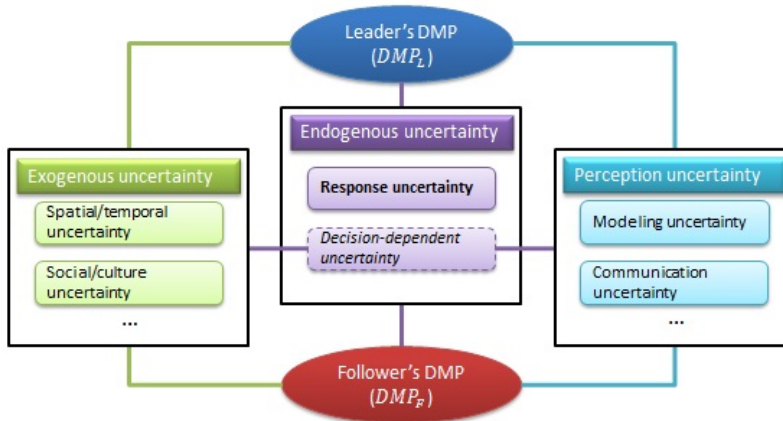 Leader's DMP
(DMP_L)
Endogenous uncertainty
Response uncertainty
Decision-dependent
uncertainty
Exogenous uncertainty
Spatial/temporal
uncertainty
Social/culture
uncertainty
...
Perception uncertainty
Modeling uncertainty
Communication
uncertainty
...
Follower's DMP
(DMP_F)